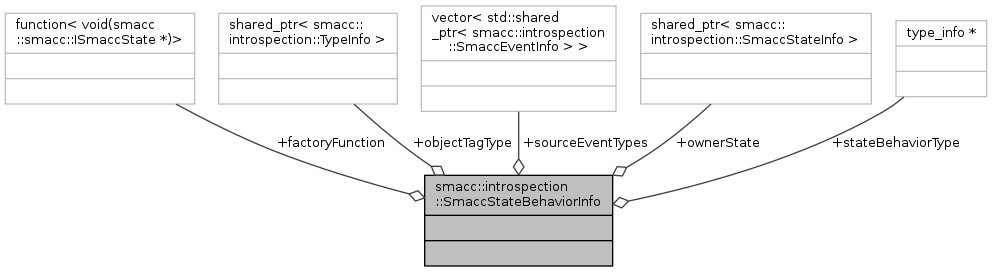 function< void(smacc
::smacc::ISmaccState *)>
shared_ptr< smacc::
introspection::TypeInfo >
vector< std::shared
_ptr< smacc::introspection
::SmaccEventInfo > >
shared_ptr< smacc::
introspection::SmaccStateInfo >
type_info *
+factoryFunction
+objectTagType
+sourceEventTypes
+ownerState
+stateBehaviorType
smacc::introspection
::SmaccStateBehaviorInfo